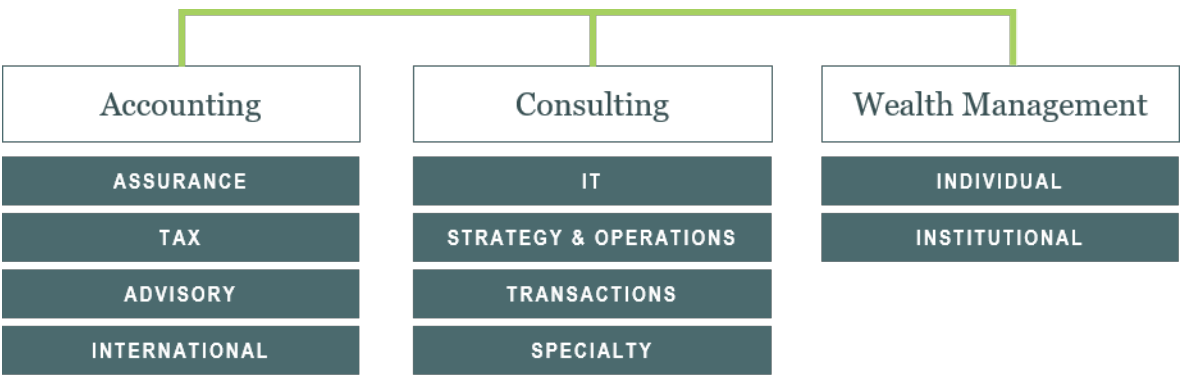 Accounting
ASSURANCE
TAX
ADVISORY
INTERNATIONAL
Consulting
IT
STRATEGY & OPERATIONS
TRANSACTIONS
SPECIALTY
Wealth Management
INDIVIDUAL
INSTITUTIONAL